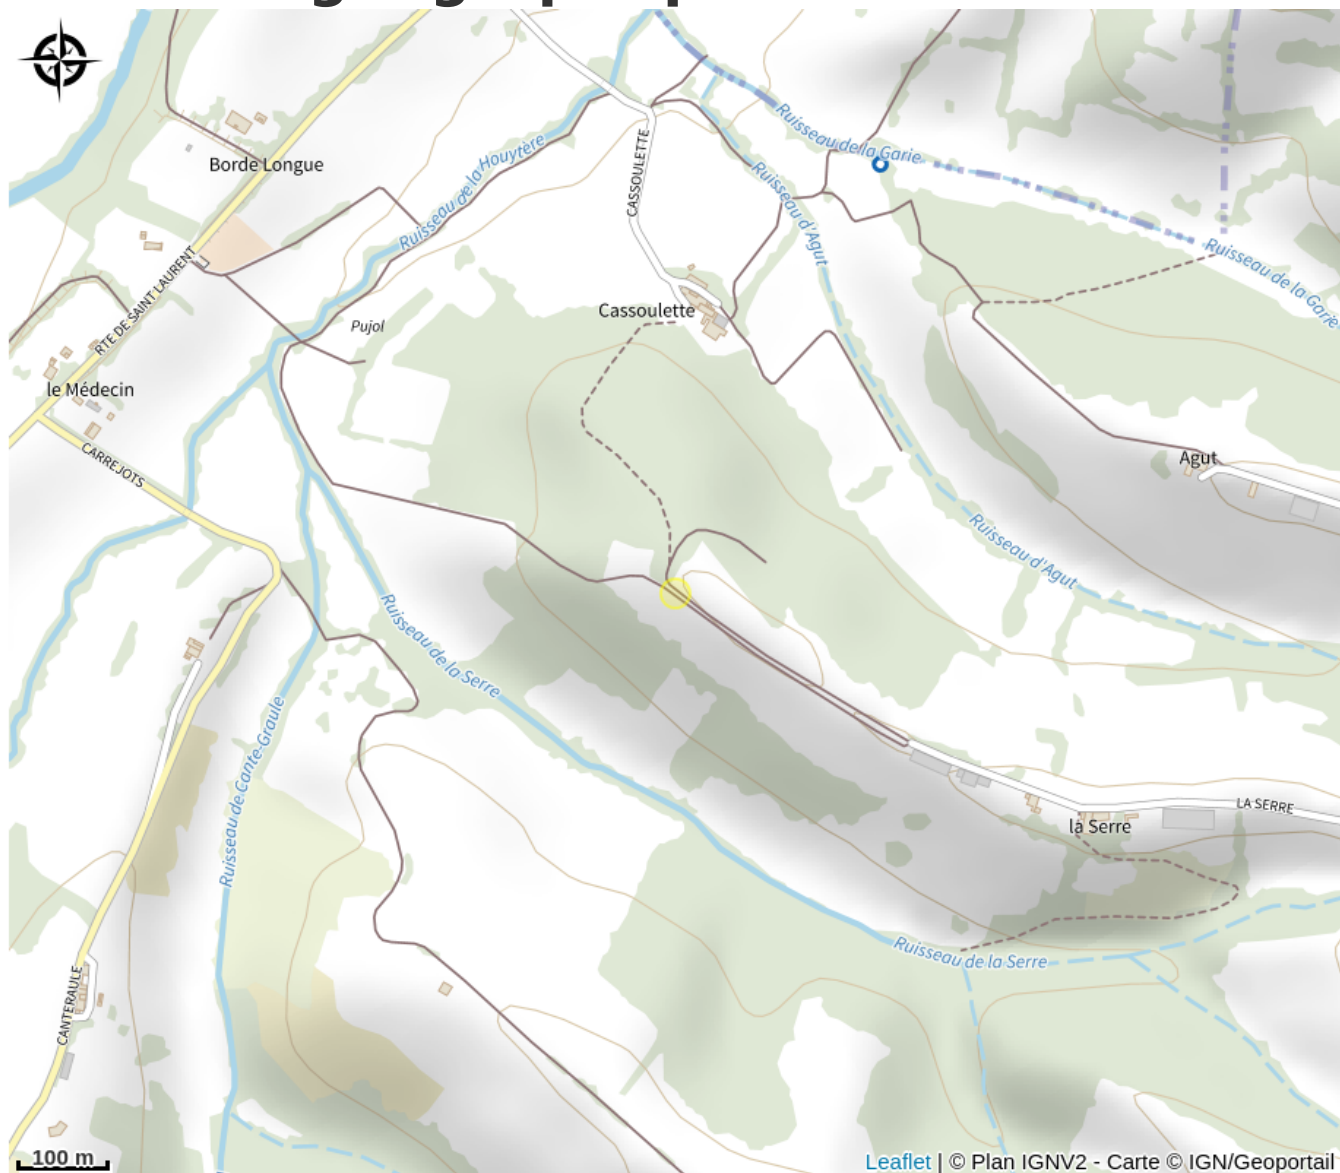 Ruisseau de la Garie
Borde Longue
Ruisseau de la Houytère
CASSOULETTE
Ruisseau d'Agut
Ruisseau de la Garie
RTE DE SAINT LAURENT
Cassoulette
Pujol
le Médecin
CARREJOTS
Agut
Ruisseau d'Agut
Ruisseau de la Serre
Ruisseau de Cante-Graule
LA SERRE
la Serre
Ruisseau de la Serre
CANTERAULE
100 m
Leaflet | © Plan IGNV2 - Carte © IGN/Geoportail